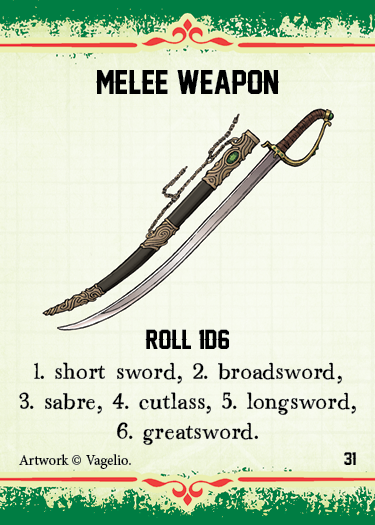 MELEE WEAPON
ROLL 1D6
1. short sword, 2. broadsword,
3. sabre, 4. cutlass, 5. longsword,
6. greatsword.
Artwork © Vagelio.
31